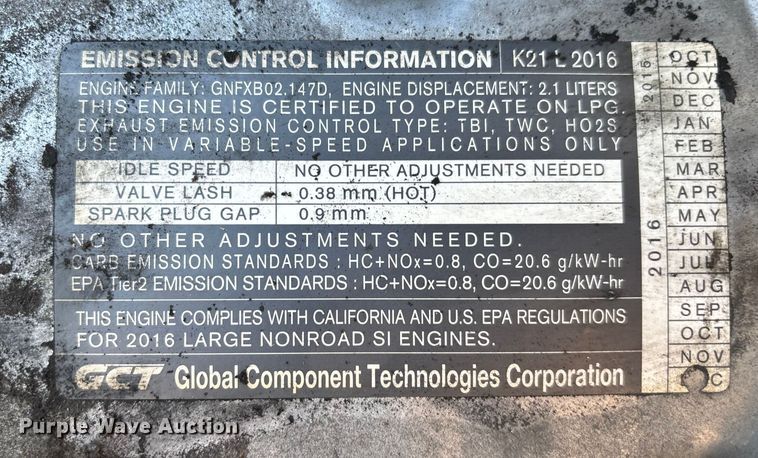 EMISSION CONTROL INFORMATION K21 L 2016
ENGINE FAMILY: GNFXB02.147D, ENGINE DISPLACEMENT: 2.1 LITERS
THIS ENGINE IS CERTIFIED TO OPERATE ON LPG.
EXHAUST EMISSION CONTROL TYPE: TBI, TWC, HO2S
USE IN VARIABLE-SPEED APPLICATIONS ONLY
IDLE SPEED NO OTHER ADJUSTMENTS NEEDED
VALVE LASH 0.38 mm (HOT)
SPARK PLUG GAP 0.9 mm
NO OTHER ADJUSTMENTS NEEDED.
CARB EMISSION STANDARDS : HC+NOx=0.8, CO=20.6 g/kW-hr
EPA Tier2 EMISSION STANDARDS : HC+NOx=0.8, CO=20.6 g/kW-hr
THIS ENGINE COMPLIES WITH CALIFORNIA AND U.S. EPA REGULATIONS
FOR 2016 LARGE NONROAD SI ENGINES.
GCT Global Component Technologies Corporation
2015
OCT
NOV
DEC
2016
JAN
FEB
MAR
APR
MAY
JUN
JUL
AUG
SEP
OCT
NOV
Purple Wave Auction